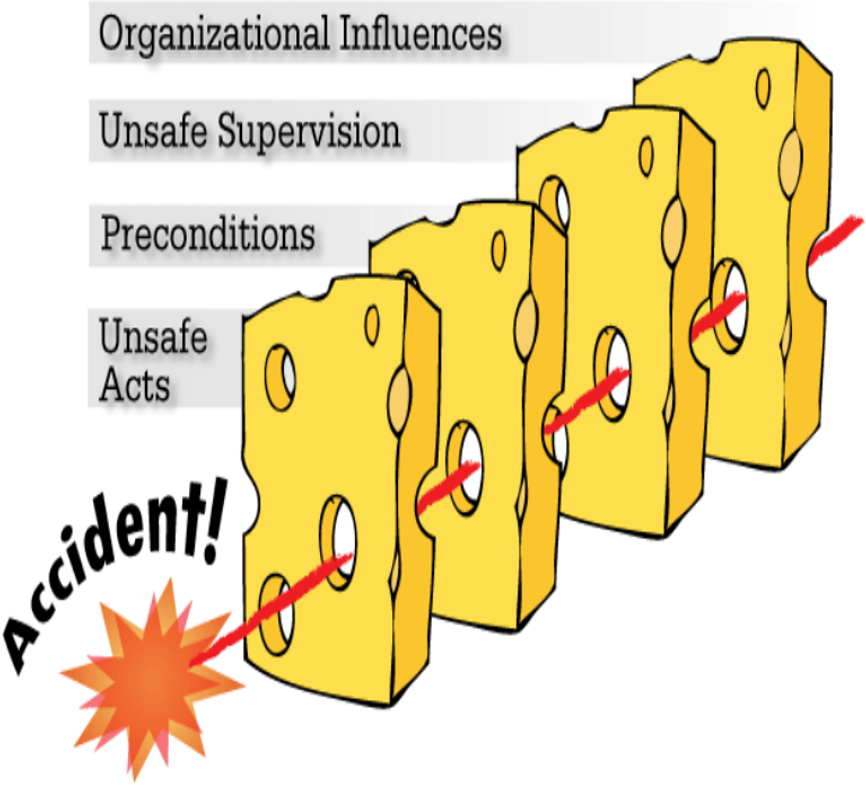 Organizational Influences
Unsafe Supervision
Preconditions
Unsafe
Acts
Accident!